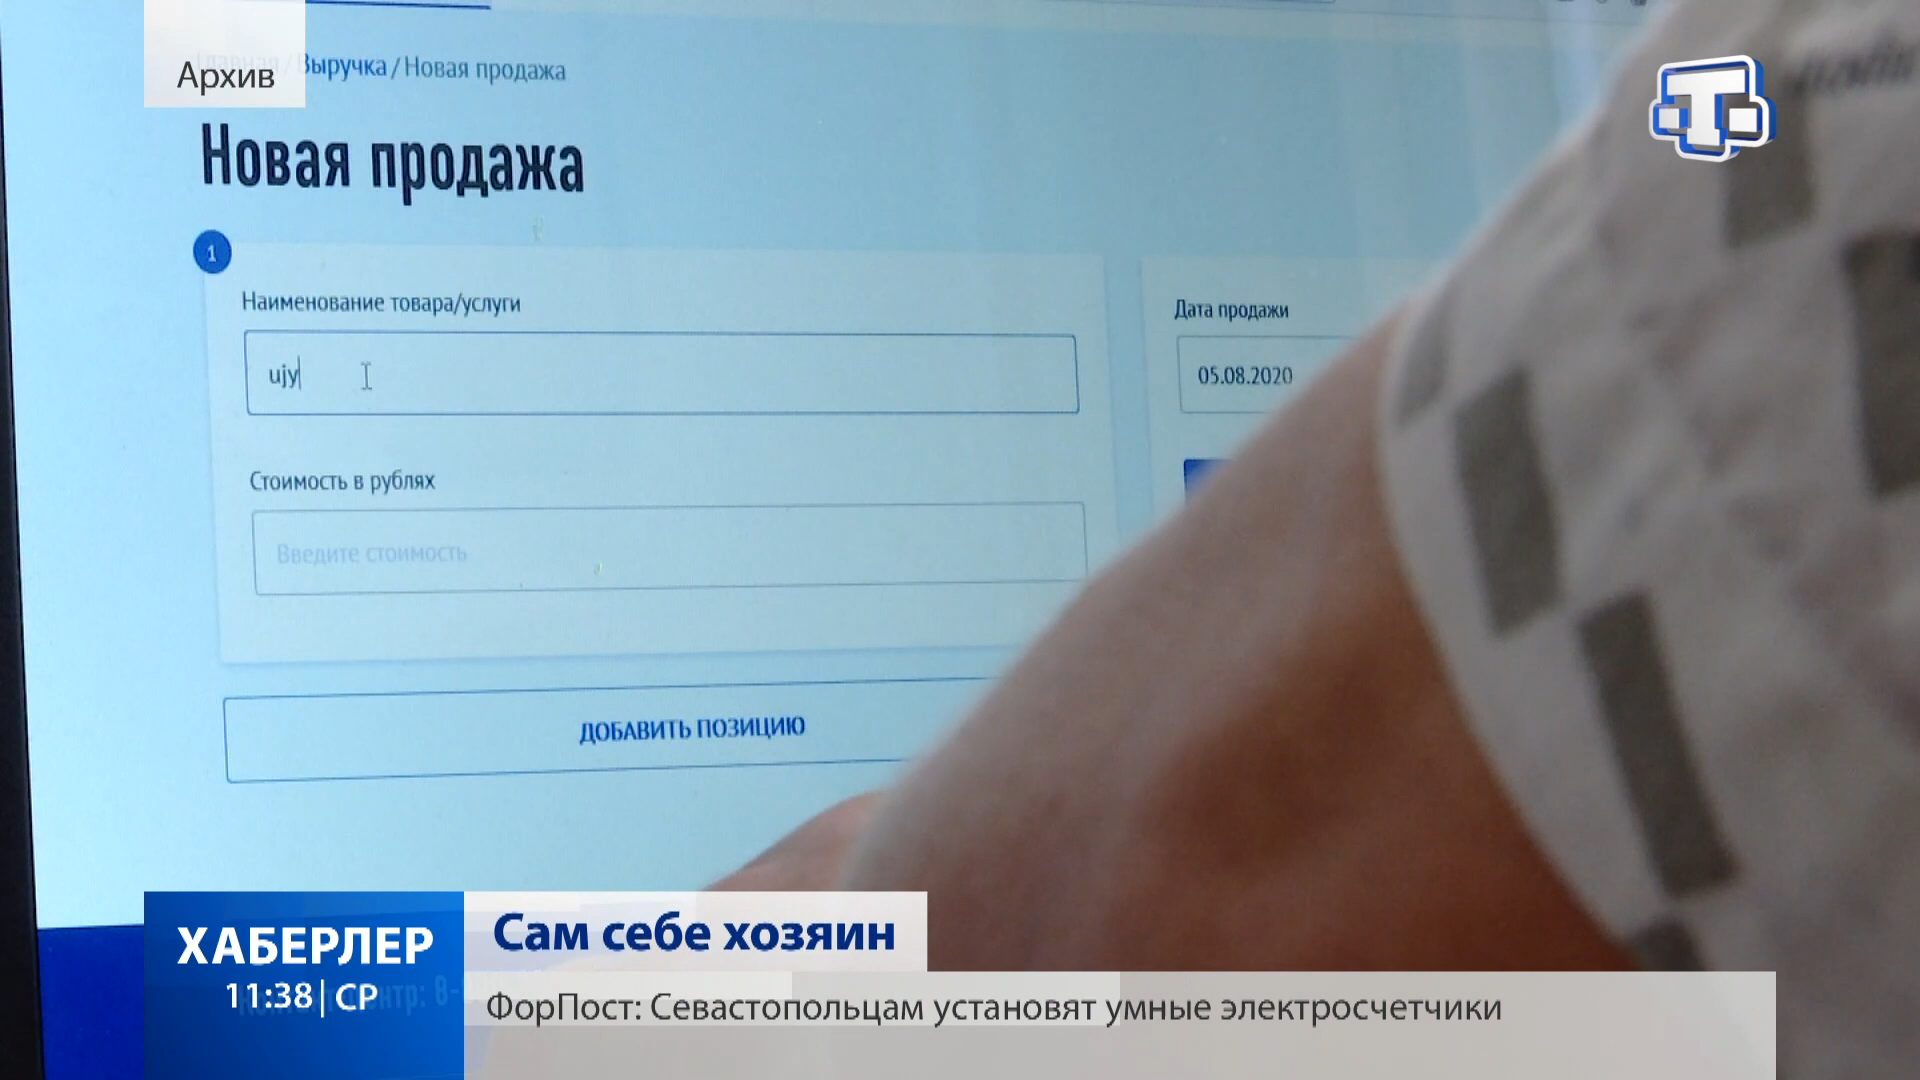 Архив
Главная / Выручка / Новая продажа
Новая продажа
1
Наименование товара/услуги
ujy
Дата продажи
05.08.2020
Стоимость в рублях
Введите стоимость
ДОБАВИТЬ ПОЗИЦИЮ
ХАБЕРЛЕР
11:38 | СР
Сам себе хозяин
ФорПост: Севастопольцам установят умные электросчетчики